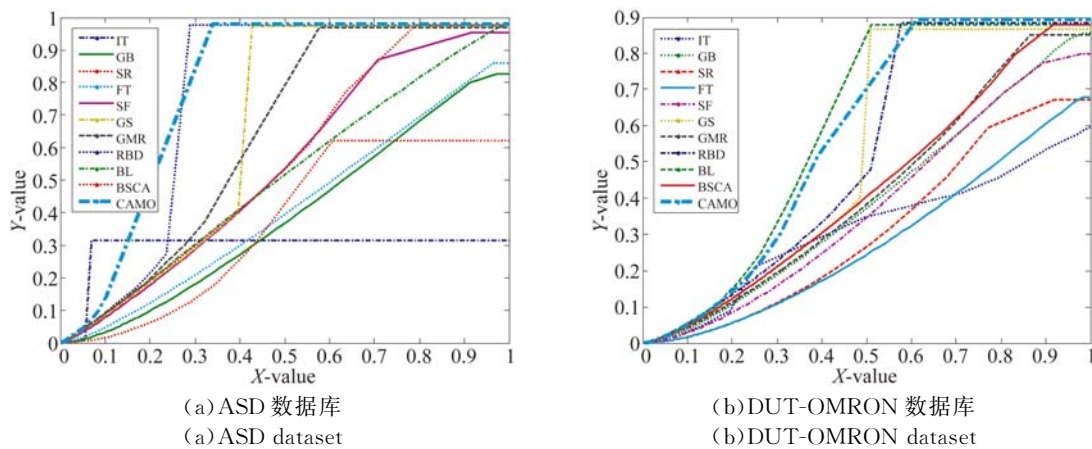 1
0.9
0.8
0.7
0.6
0.5
0.4
0.3
0.2
0.1
0
Y-value
IT
GB
SR
FT
SF
GS
GMR
RBD
BL
BSCA
CAMO
0 0.1 0.2 0.3 0.4 0.5 0.6 0.7 0.8 0.9 1
X-value
(a)ASD 数据库
(a)ASD dataset
0.9
0.8
0.7
0.6
0.5
0.4
0.3
0.2
0.1
0
Y-value
IT
GB
SR
FT
SF
GS
GMR
RBD
BL
BSCA
CAMO
0 0.1 0.2 0.3 0.4 0.5 0.6 0.7 0.8 0.9 1
X-value
(b)DUT-OMRON 数据库
(b)DUT-OMRON dataset